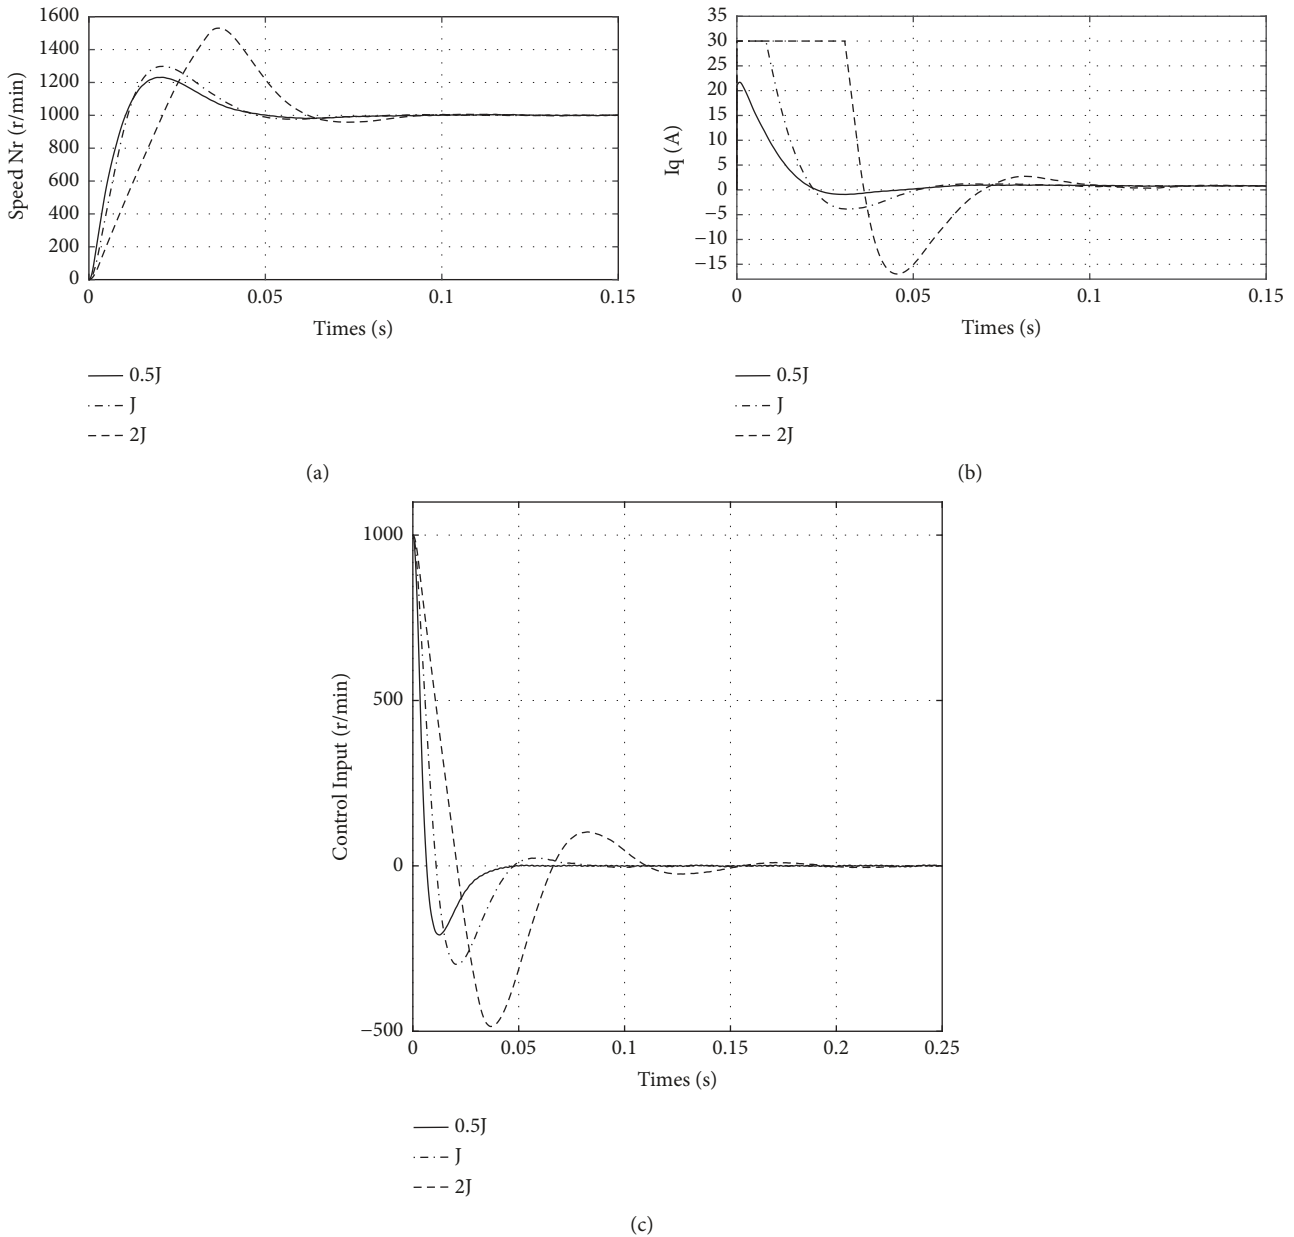 1600
1400
1200
1000
800
600
400
200
0
Speed Nr (r/min)
0 0.05 0.1 0.15
Times (s)
0.5J
J
2J
(a)
35
30
25
20
15
10
5
0
−5
−10
−15
Iq (A)
0 0.05 0.1 0.15
Times (s)
0.5J
J
2J
(b)
1000
500
0
−500
Control Input (r/min)
0 0.05 0.1 0.15 0.2 0.25
Times (s)
0.5J
J
2J
(c)